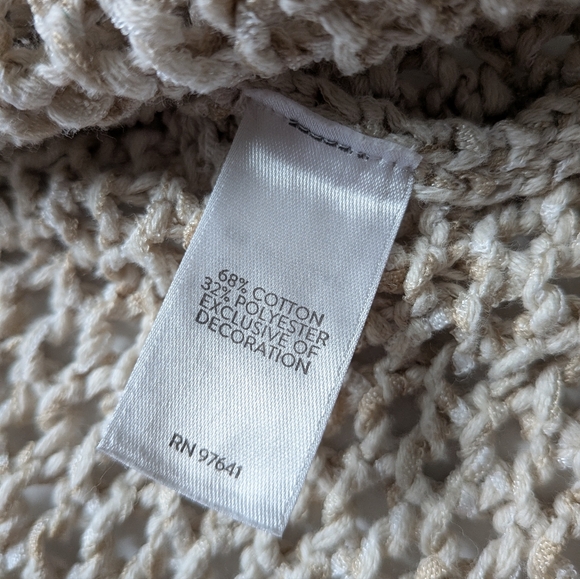 68% COTTON
32% POLYESTER
EXCLUSIVE OF
DECORATION
RN 97641